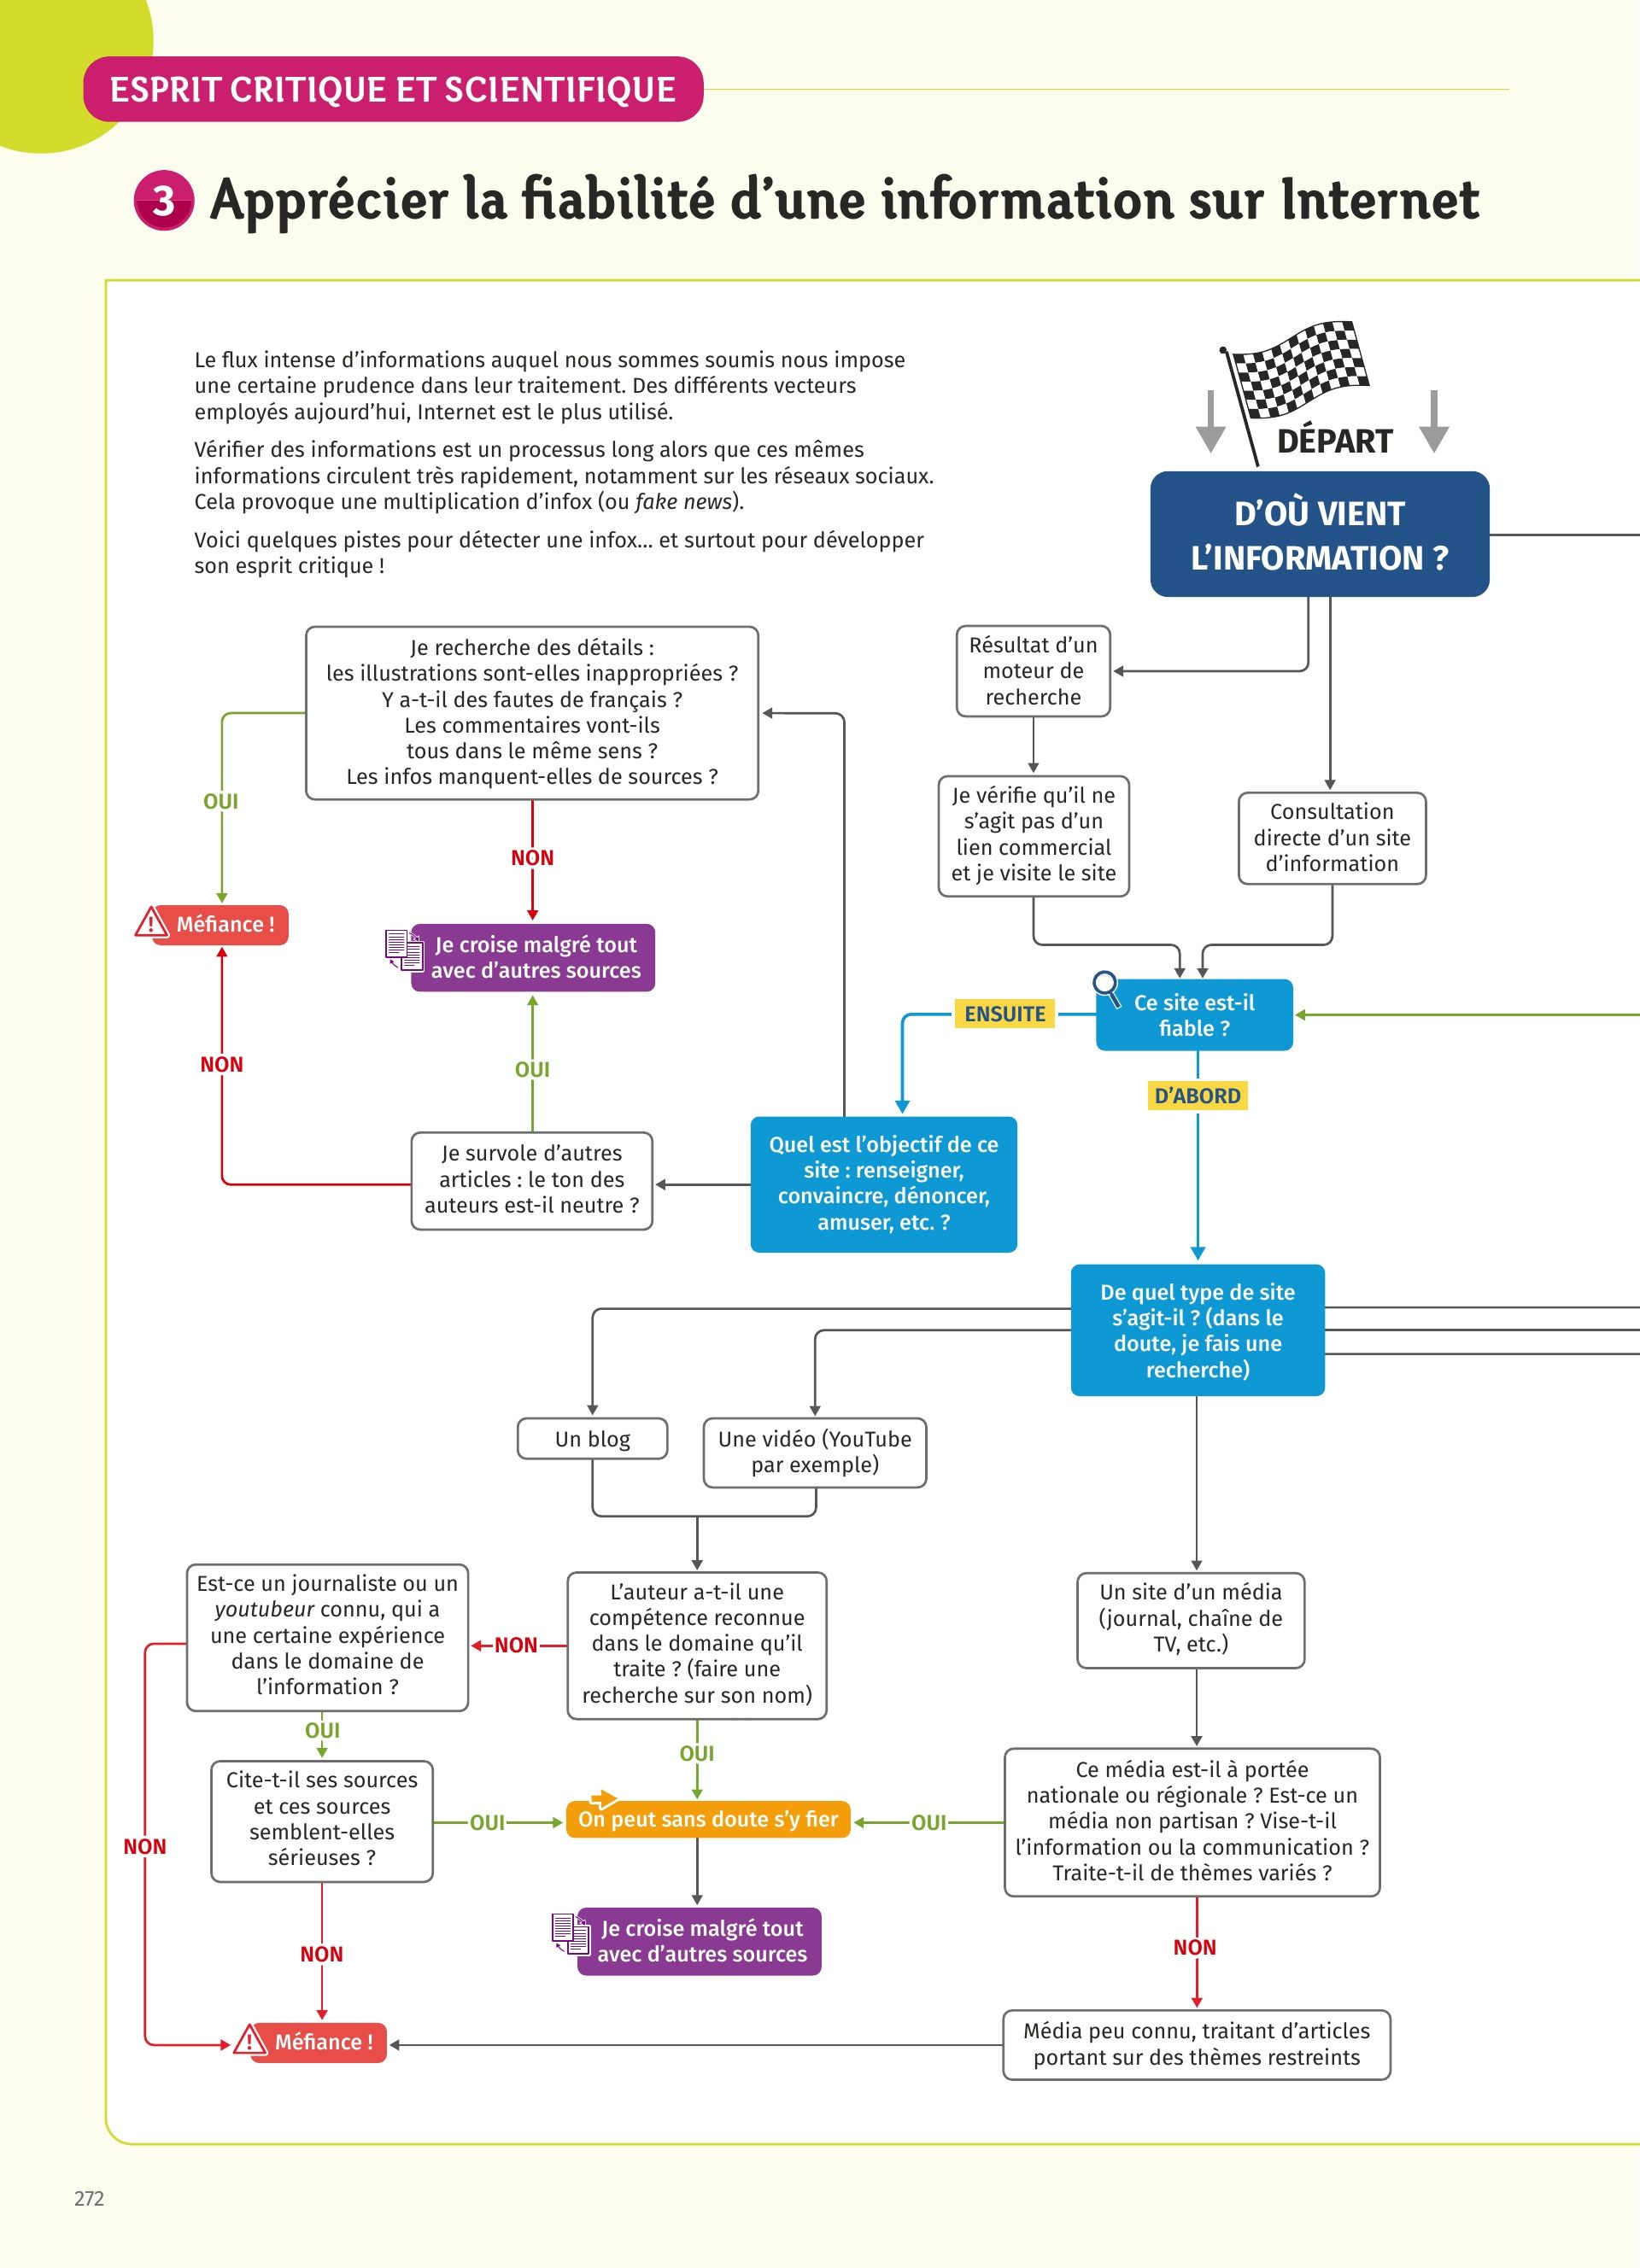 ESPRIT CRITIQUE ET SCIENTIFIQUE
3 Apprécier la fiabilité d’une information sur Internet
Le flux intense d’informations auquel nous sommes soumis nous impose
une certaine prudence dans leur traitement. Des différents vecteurs
employés aujourd’hui, Internet est le plus utilisé.
Vérifier des informations est un processus long alors que ces mêmes
informations circulent très rapidement, notamment sur les réseaux sociaux.
Cela provoque une multiplication d’infox (ou fake news).
Voici quelques pistes pour détecter une infox... et surtout pour développer
son esprit critique !
DÉPART
D’OÙ VIENT
L’INFORMATION ?
Résultat d’un
moteur de
recherche
Je vérifie qu’il ne
s’agit pas d’un
lien commercial
et je visite le site
Consultation
directe d’un site
d’information
Ce site est-il
fiable ?
ENSUITE
D’ABORD
Quel est l’objectif de ce
site : renseigner,
convaincre, dénoncer,
amuser, etc. ?
Je recherche des détails :
les illustrations sont-elles inappropriées ?
Y a-t-il des fautes de français ?
Les commentaires vont-ils
tous dans le même sens ?
Les infos manquent-elles de sources ?
OUI
NON
Méfiance !
Je croise malgré tout
avec d’autres sources
NON
OUI
Je survole d’autres
articles : le ton des
auteurs est-il neutre ?
De quel type de site
s’agit-il ? (dans le
doute, je fais une
recherche)
Un blog
Une vidéo (YouTube
par exemple)
Est-ce un journaliste ou un
youtubeur connu, qui a
une certaine expérience
dans le domaine de
l’information ?
NON
L’auteur a-t-il une
compétence reconnue
dans le domaine qu’il
traite ? (faire une
recherche sur son nom)
Un site d’un média
(journal, chaîne de
TV, etc.)
OUI
OUI
Cite-t-il ses sources
et ces sources
semblent-elles
sérieuses ?
OUI
On peut sans doute s’y fier
OUI
Ce média est-il à portée
nationale ou régionale ? Est-ce un
média non partisan ? Vise-t-il
l’information ou la communication ?
Traite-t-il de thèmes variés ?
NON
Je croise malgré tout
avec d’autres sources
NON
NON
Méfiance !
Média peu connu, traitant d’articles
portant sur des thèmes restreints
272